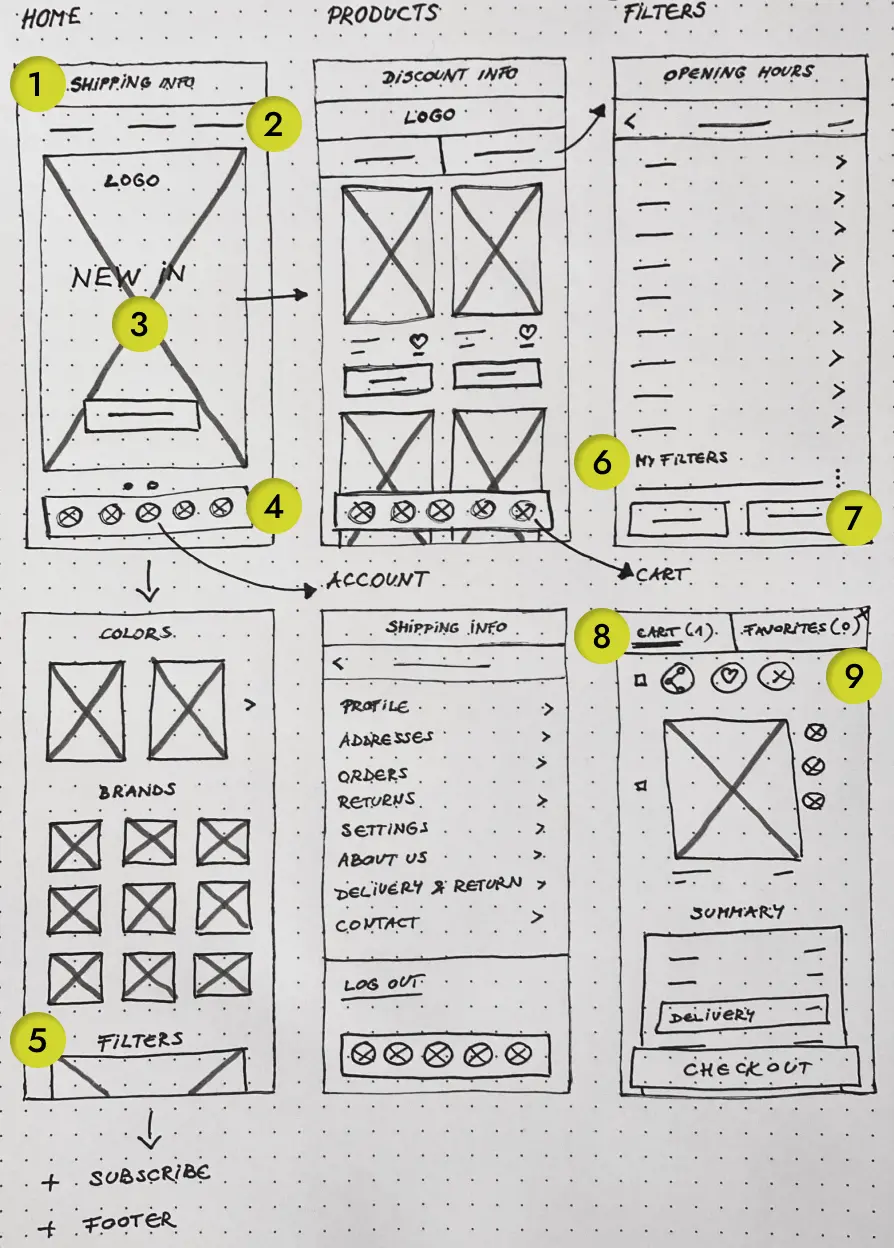 HOME
1
SHIPPING INFO
2
LOGO
NEW IN
3
4
PRODUCTS
DISCOUNT INFO
LOGO
FILTERS
OPENING HOURS
6
MY FILTERS
7
COLORS
BRANDS
5
FILTERS
+ SUBSCRIBE
+ FOOTER
ACCOUNT
SHIPPING INFO
PROFILE
ADDRESSES
ORDERS
RETURNS
SETTINGS
ABOUT US
DELIVERY & RETURN
CONTACT
LOG OUT
CART
8
CART (1)
FAVORITES (0)
9
SUMMARY
DELIVERY
CHECKOUT